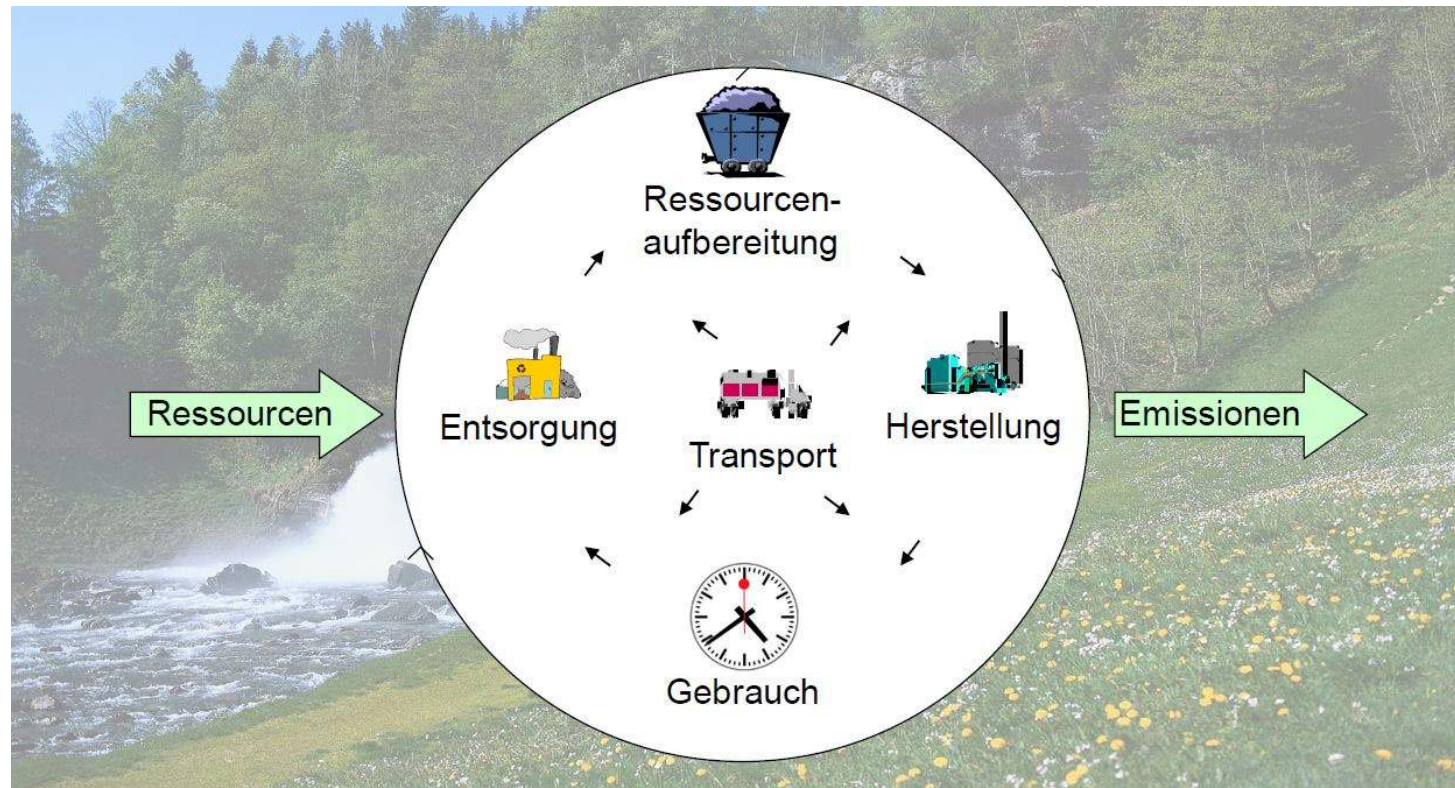 Ressourcen-
aufbereitung
Ressourcen
Entsorgung
Transport
Herstellung
Emissionen
Gebrauch